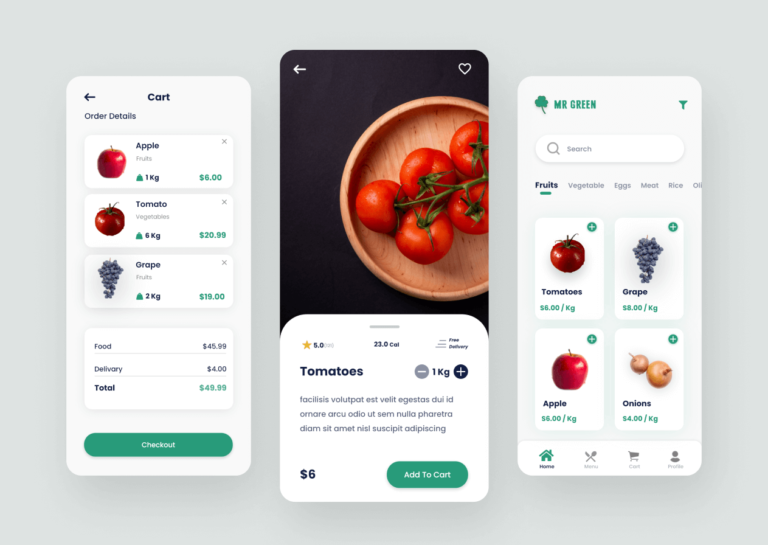 Cart
Order Details
Apple
Fruits
1 Kg
$6.00
Tomato
Vegetables
6 Kg
$20.99
Grape
Fruits
2 Kg
$19.00
Food $45.99
Delivary $4.00
Total $49.99
Checkout
5.0
23.0 Cal
Free
Delivery
Tomatoes
1 Kg
facilisis volutpat est velit egestas dui id
ornare arcu odio ut sem nulla pharetra
diam sit amet nisl suscipit adipiscing
$6
Add To Cart
MR GREEN
Search
Fruits Vegetable Eggs Meat Rice Oil
Tomatoes
$6.00 / Kg
Grape
$8.00 / Kg
Apple
$6.00 / Kg
Onions
$4.00 / Kg
Home
Menu
Cart
Profile